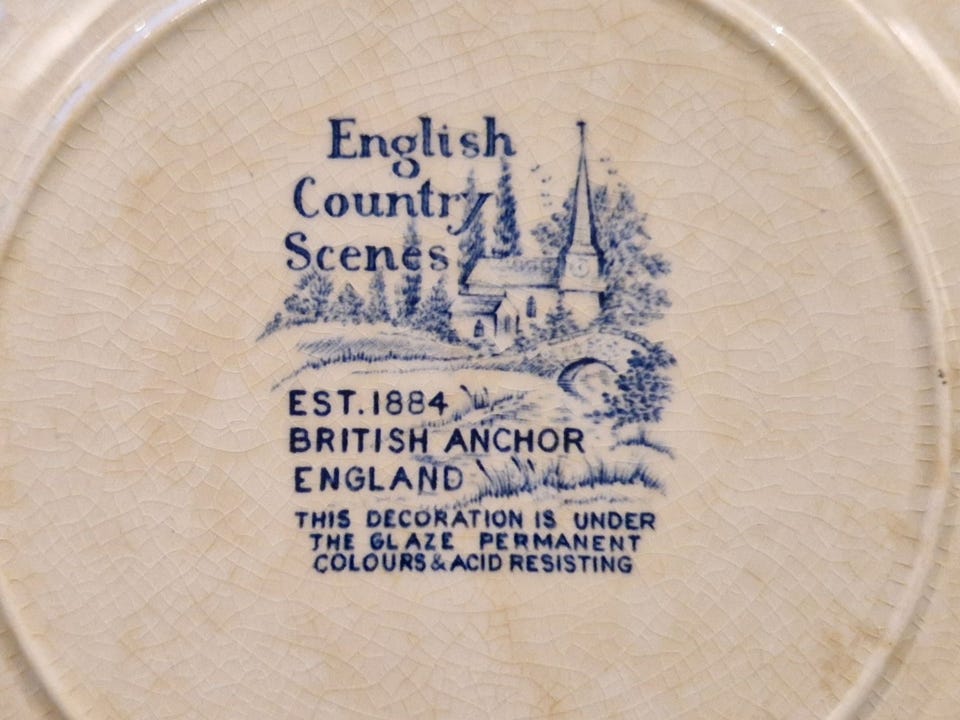 English
Country
Scenes
EST.1884
BRITISH ANCHOR
ENGLAND
THIS DECORATION IS UNDER
THE GLAZE PERMANENT
COLOURS & ACID RESISTING